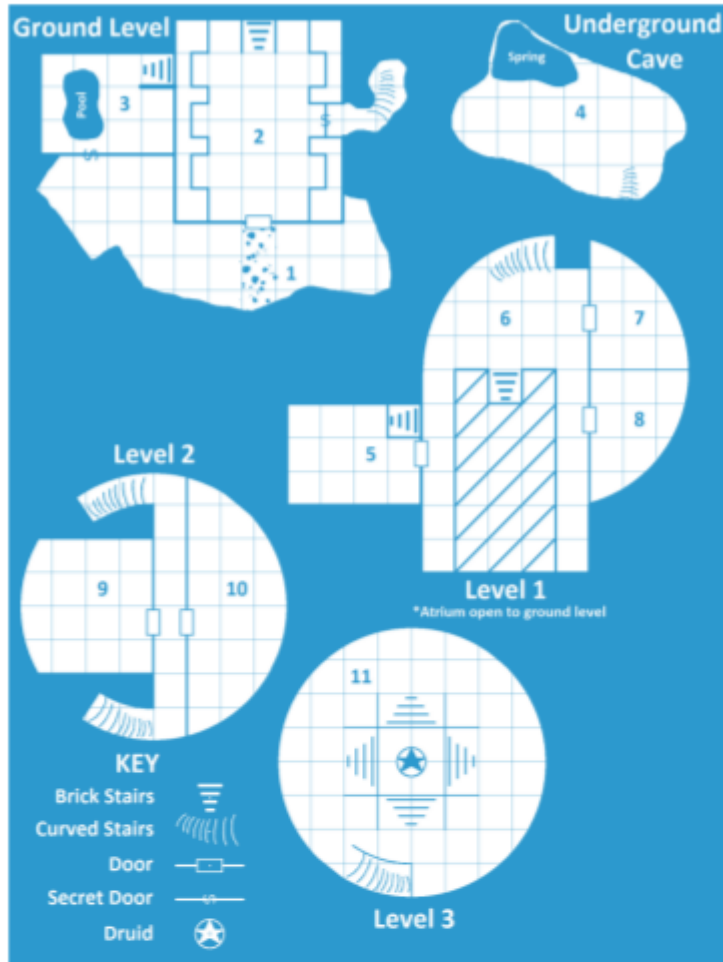 Ground Level
Underground
Cave
Spring
Pool
3
2
S
4
S
1
6
7
5
8
Level 2
9
10
Level 1
*Atrium open to ground level
11
KEY
Brick Stairs
Curved Stairs
Door
Secret Door
S
Druid
Level 3